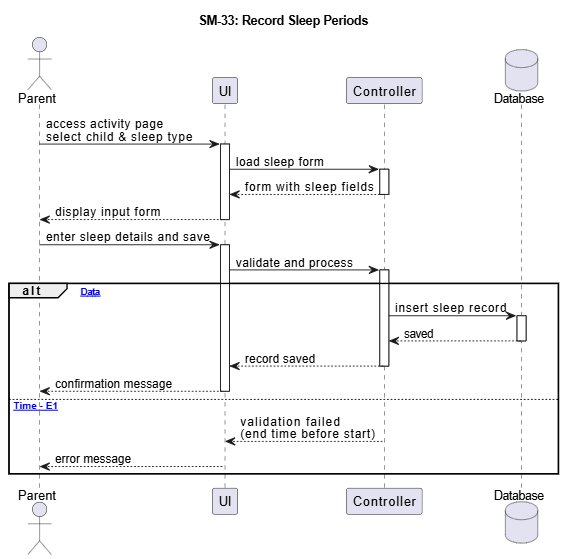 SM-33: Record Sleep Periods
Parent
UI
Controller
Database
access activity page
select child & sleep type
load sleep form
form with sleep fields
display input form
enter sleep details and save
validate and process
alt
Data
insert sleep record
saved
record saved
confirmation message
Time - E1
validation failed
(end time before start)
error message
Parent
UI
Controller
Database